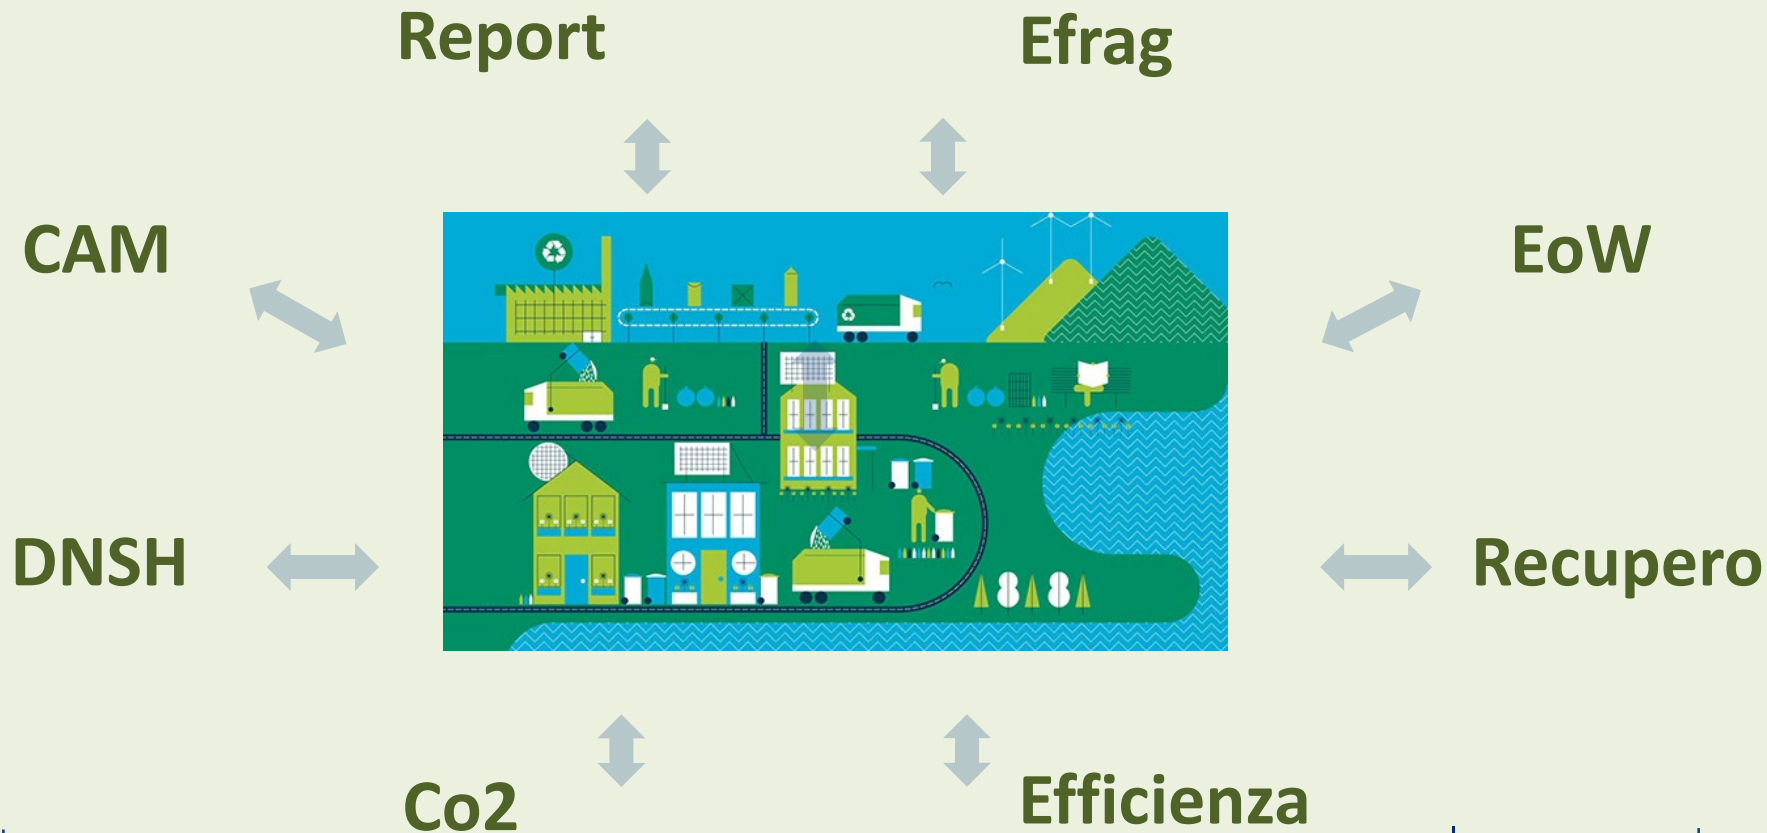 Report
Efrag
CAM
EoW
DNSH
Recupero
Co2
Efficienza